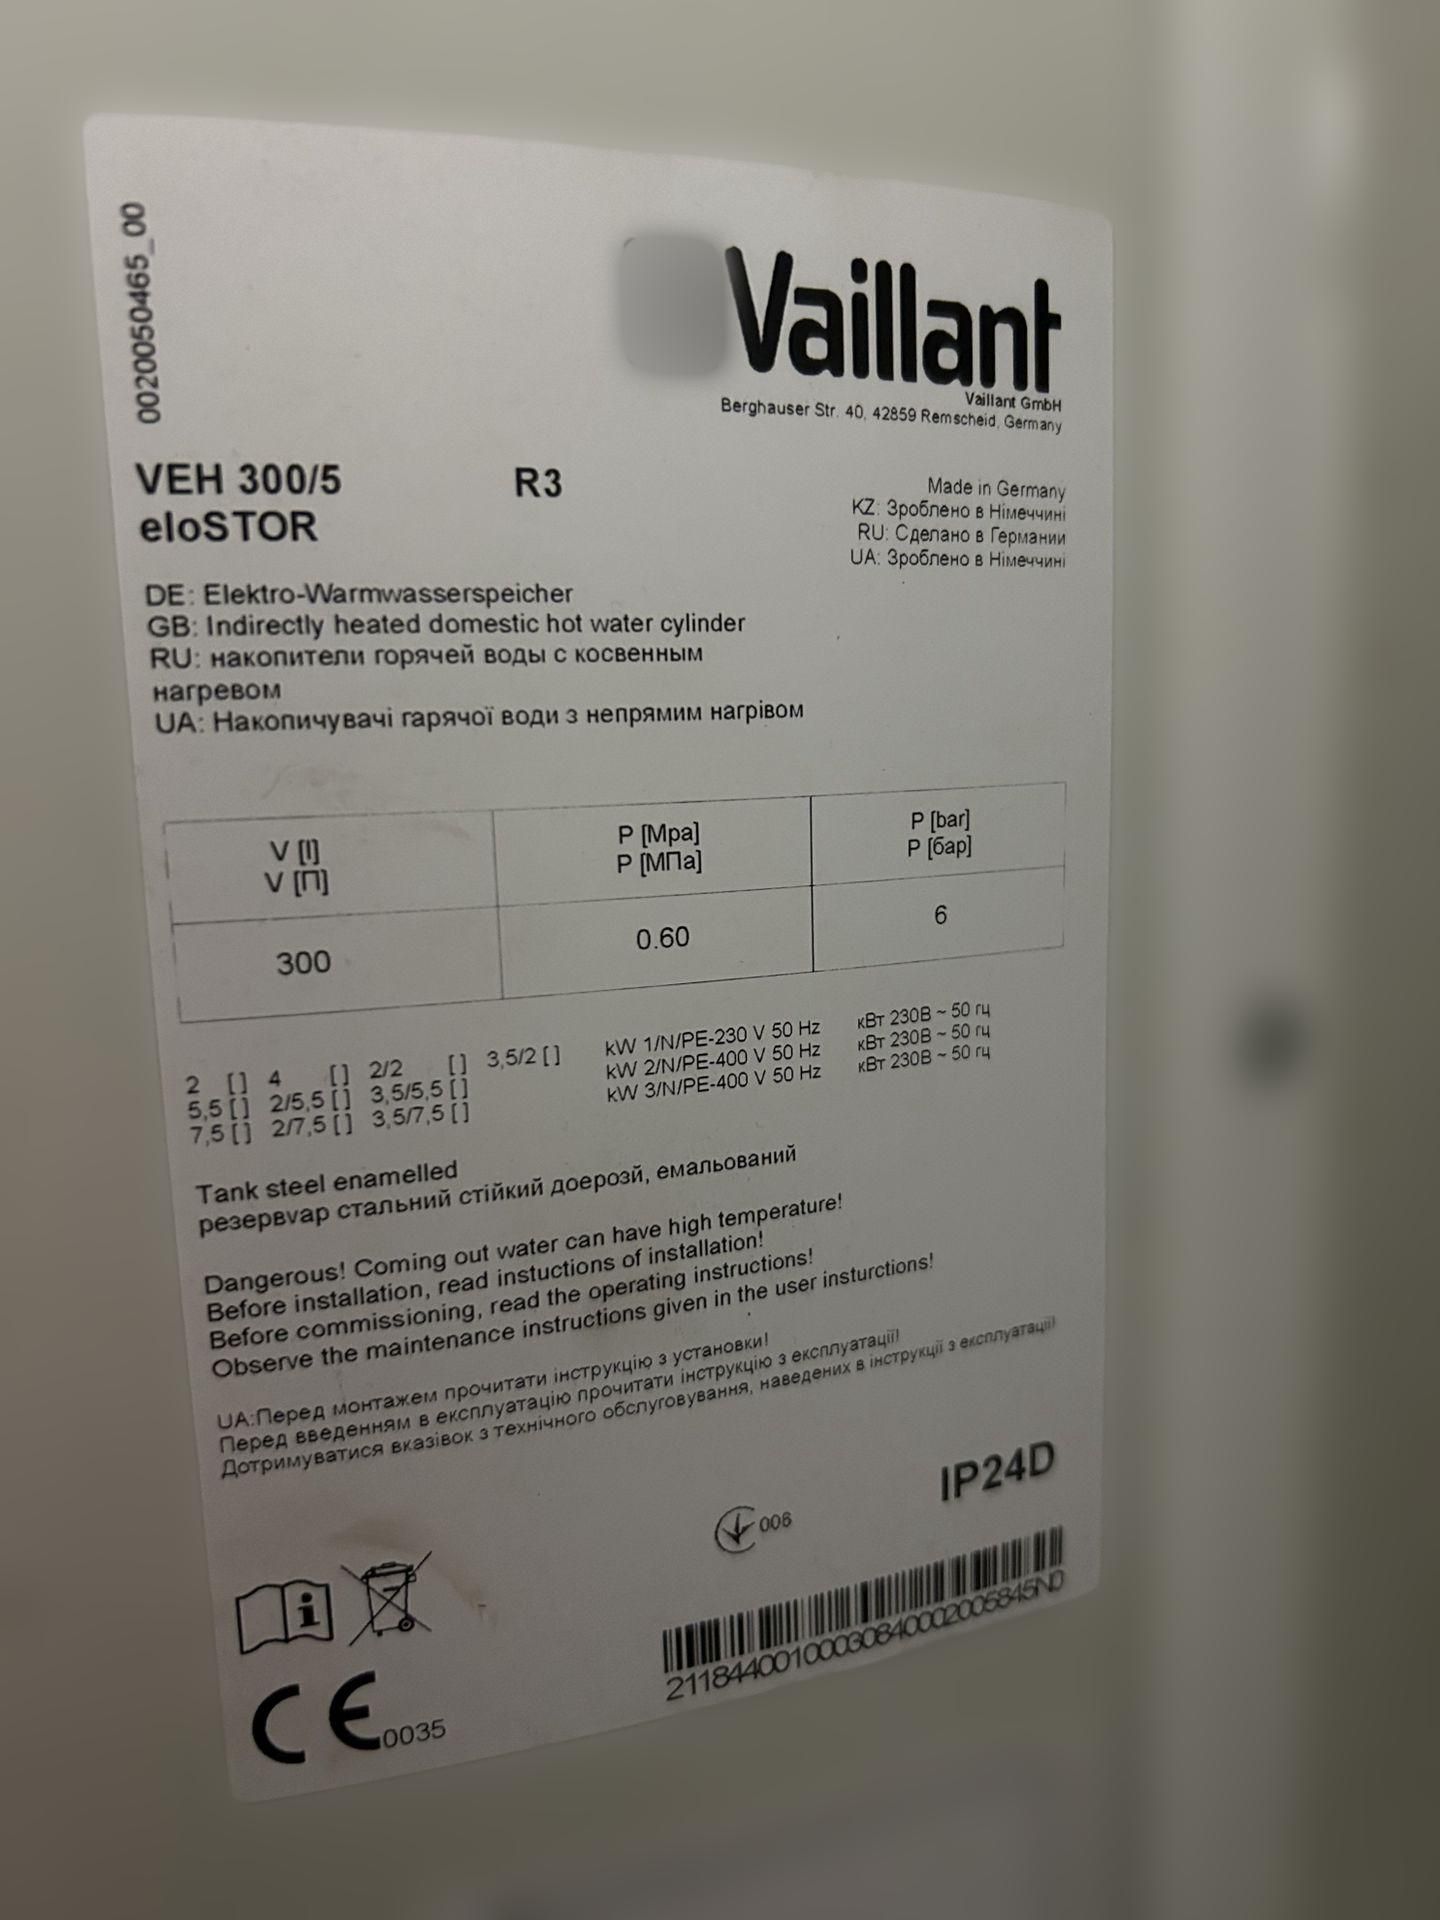 0020050465_00
Vaillant
Vaillant GmbH
Berghauser Str. 40, 42859 Remscheid, Germany
VEH 300/5 R3
eloSTOR
Made in Germany
KZ: Зроблено в Німеччині
RU: Сделано в Германии
UA: Зроблено в Німеччині
DE: Elektro-Warmwasserspeicher
GB: Indirectly heated domestic hot water cylinder
RU: накопители горячей воды с косвенным
нагревом
UA: Накопичувачі гарячої води з непрямим нагрівом
V [l] P [Mpa] P [bar]
V [П] P [МПа] P [бар]
300 0.60 6
2 [ ] 4 [ ] 2/2 [ ] 3,5/2 [ ] kW 1/N/PE-230 V 50 Hz кВт 230В ~ 50 гц
5,5 [ ] 2/5,5 [ ] 3,5/5,5 [ ] kW 2/N/PE-400 V 50 Hz кВт 230В ~ 50 гц
7,5 [ ] 2/7,5 [ ] 3,5/7,5 [ ] kW 3/N/PE-400 V 50 Hz кВт 230В ~ 50 гц
Tank steel enamelled
резервvар стальний стійкий доерозй, емальований
Dangerous! Coming out water can have high temperature!
Before installation, read instuctions of installation!
Before commissioning, read the operating instructions!
Observe the maintenance instructions given in the user insturctions!
UA:Перед монтажем прочитати інструкцію з установки!
Перед введенням в експлуатацію прочитати інструкцію з експлуатації!
Дотримуватися вказівок з технічного обслуговування, наведених в інструкції з експлуатації!
IP24D
006
21184400100030840002005845N0
CE 0035